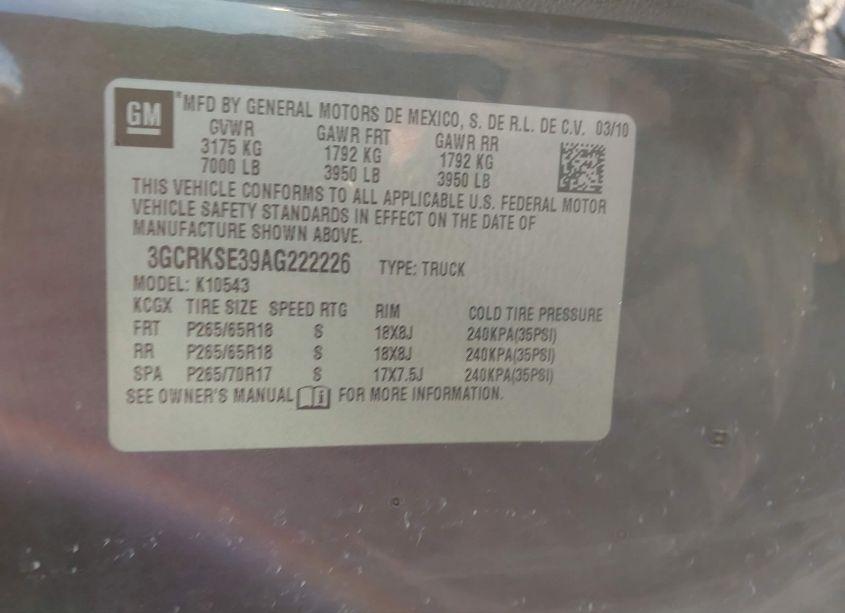 GM
*MFD BY GENERAL MOTORS DE MEXICO, S. DE R.L. DE C.V. 03/10
GVWR GAWR FRT GAWR RR
3175 KG 1792 KG 1792 KG
7000 LB 3950 LB 3950 LB
THIS VEHICLE CONFORMS TO ALL APPLICABLE U.S. FEDERAL MOTOR
VEHICLE SAFETY STANDARDS IN EFFECT ON THE DATE OF
MANUFACTURE SHOWN ABOVE.
3GCRKSE39AG222226 TYPE: TRUCK
MODEL: K10543
KCGX TIRE SIZE SPEED RTG RIM COLD TIRE PRESSURE
FRT P265/65R18 S 18X8J 240KPA(35PSI)
RR P265/65R18 S 18X8J 240KPA(35PSI)
SPA P265/70R17 S 17X7.5J 240KPA(35PSI)
SEE OWNER'S MANUAL i FOR MORE INFORMATION.